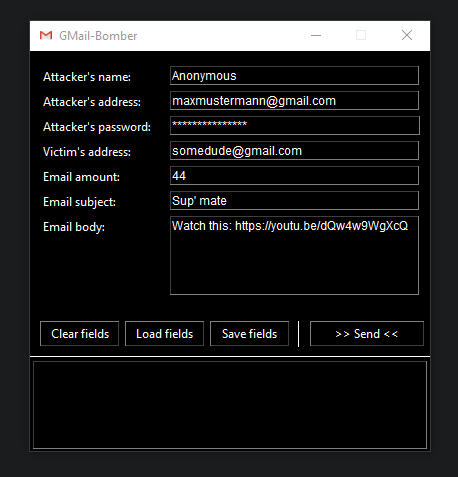 GMail-Bomber
Attacker's name: Anonymous
Attacker's address: maxmustermann@gmail.com
Attacker's password: ***************
Victim's address: somedude@gmail.com
Email amount: 44
Email subject: Sup' mate
Email body: Watch this: https://youtu.be/dQw4w9WgXcQ
Clear fields Load fields Save fields >> Send <<